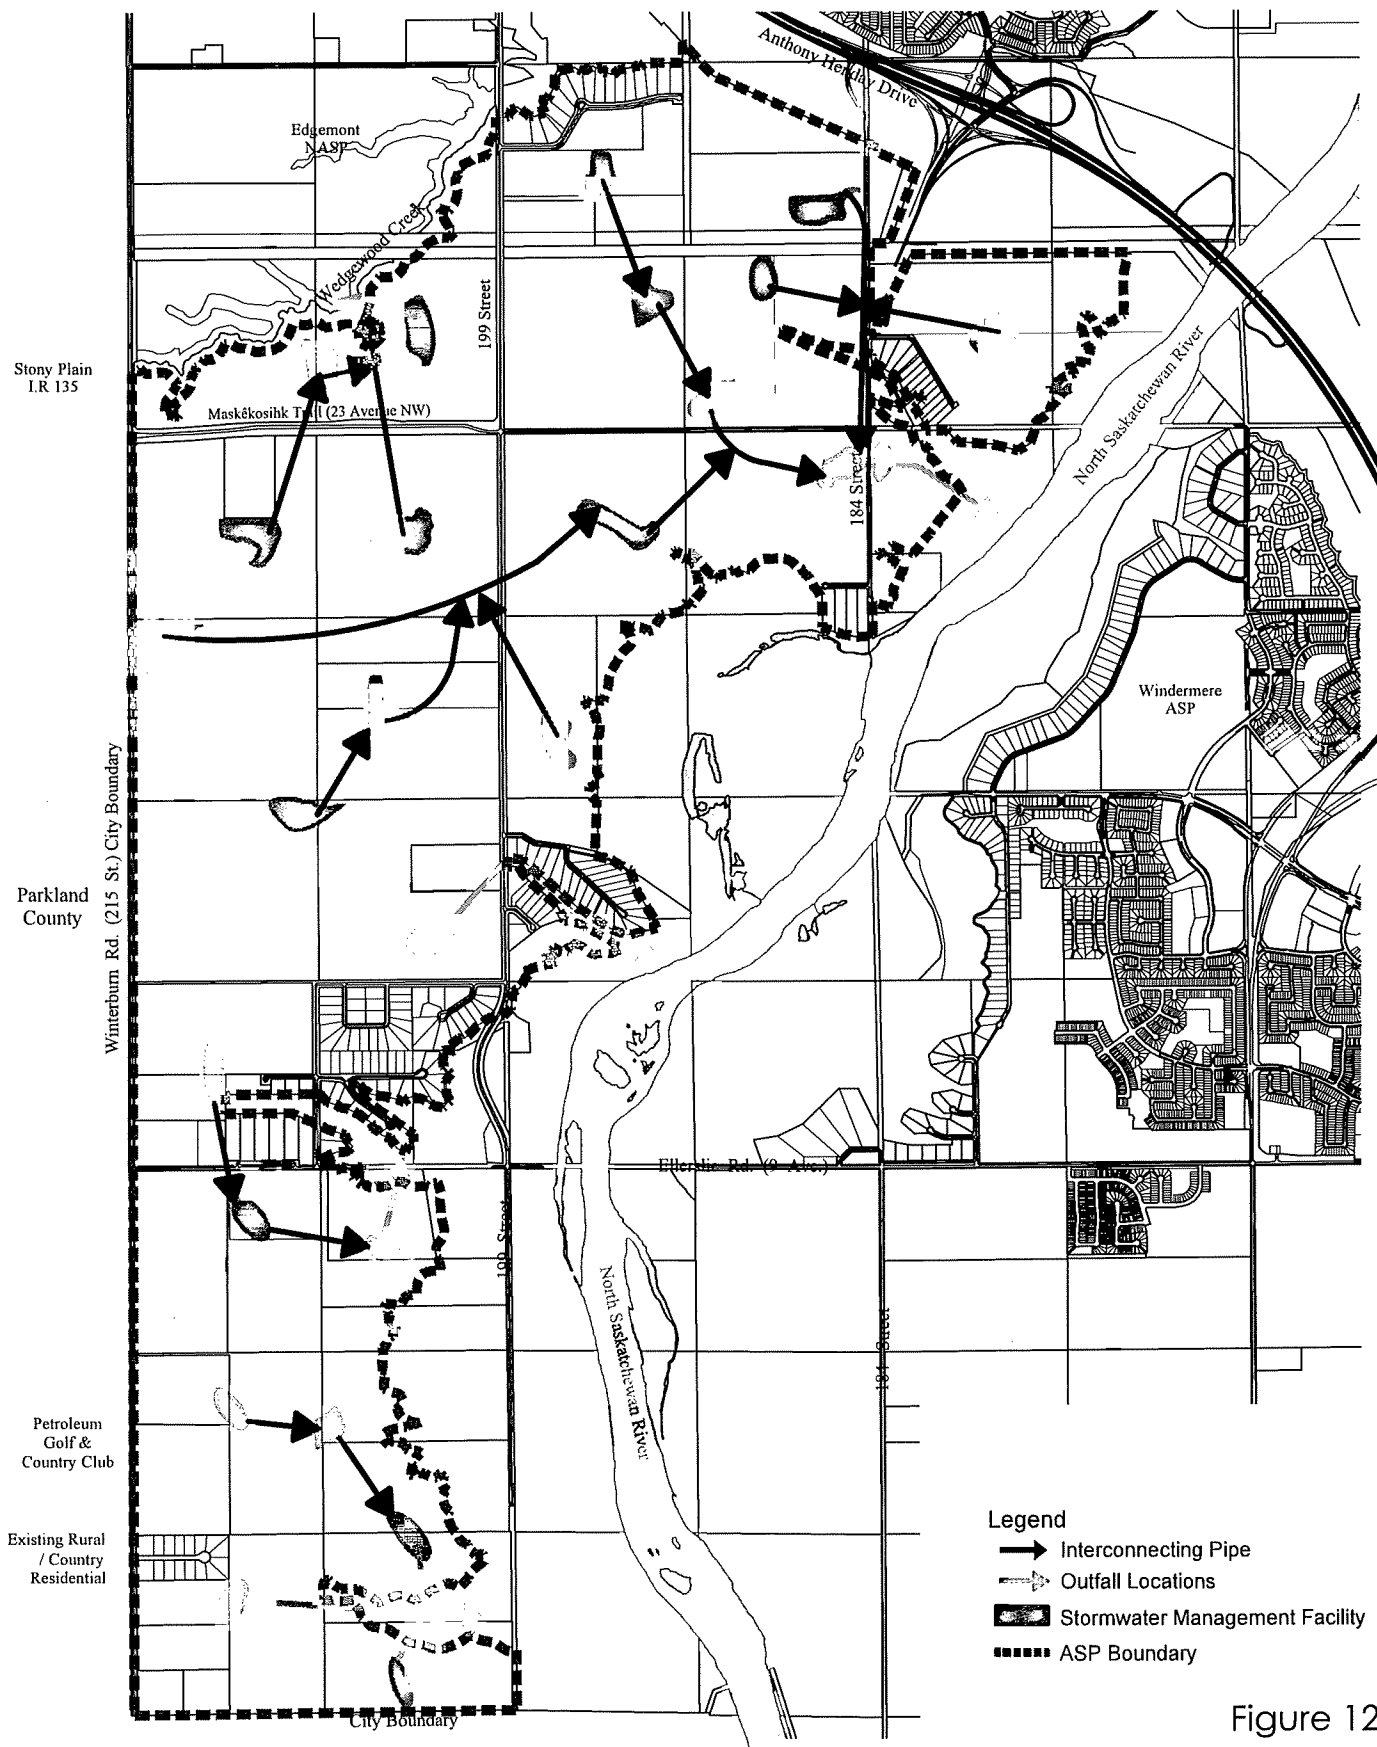 Anthony Henday Drive
Edgemont
NASP
Wedgewood Creek
199 Street
Stony Plain
I.R 135
Maskêkosihk Trail (23 Avenue NW)
North Saskatchewan River
184 Street
Windermere
ASP
Winterburn Rd. (215 St.) City Boundary
Parkland
County
Ellerslie Rd. (9 Ave.)
199 Street
North Saskatchewan River
184 Street
Petroleum
Golf &
Country Club
Existing Rural
/ Country
Residential
City Boundary
Legend
Interconnecting Pipe
Outfall Locations
Stormwater Management Facility
ASP Boundary
Figure 12